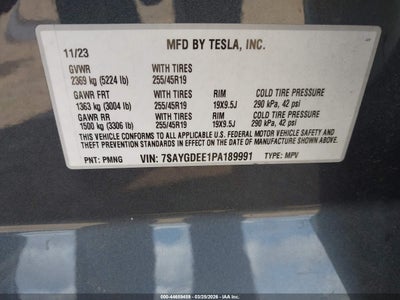 11/23 MFD BY TESLA, INC.
GVWR WITH TIRES
2369 kg (5224 lb) 255/45R19
GAWR FRT WITH TIRES RIM COLD TIRE PRESSURE
1363 kg (3004 lb) 255/45R19 19X9.5J 290 kPa, 42 psi
GAWR RR WITH TIRES RIM COLD TIRE PRESSURE
1500 kg (3306 lb) 255/45R19 19X9.5J 290 kPa, 42 psi
THIS VEHICLE CONFORMS TO ALL APPLICABLE U.S. FEDERAL MOTOR VEHICLE SAFETY AND
THEFT PREVENTION STANDARDS IN EFFECT ON THE DATE OF MANUFACTURE SHOWN ABOVE.
PNT: PMNG VIN: 7SAYGDEE1PA189991 TYPE: MPV
000-44659459 - 03/20/2026 - IAA Inc.